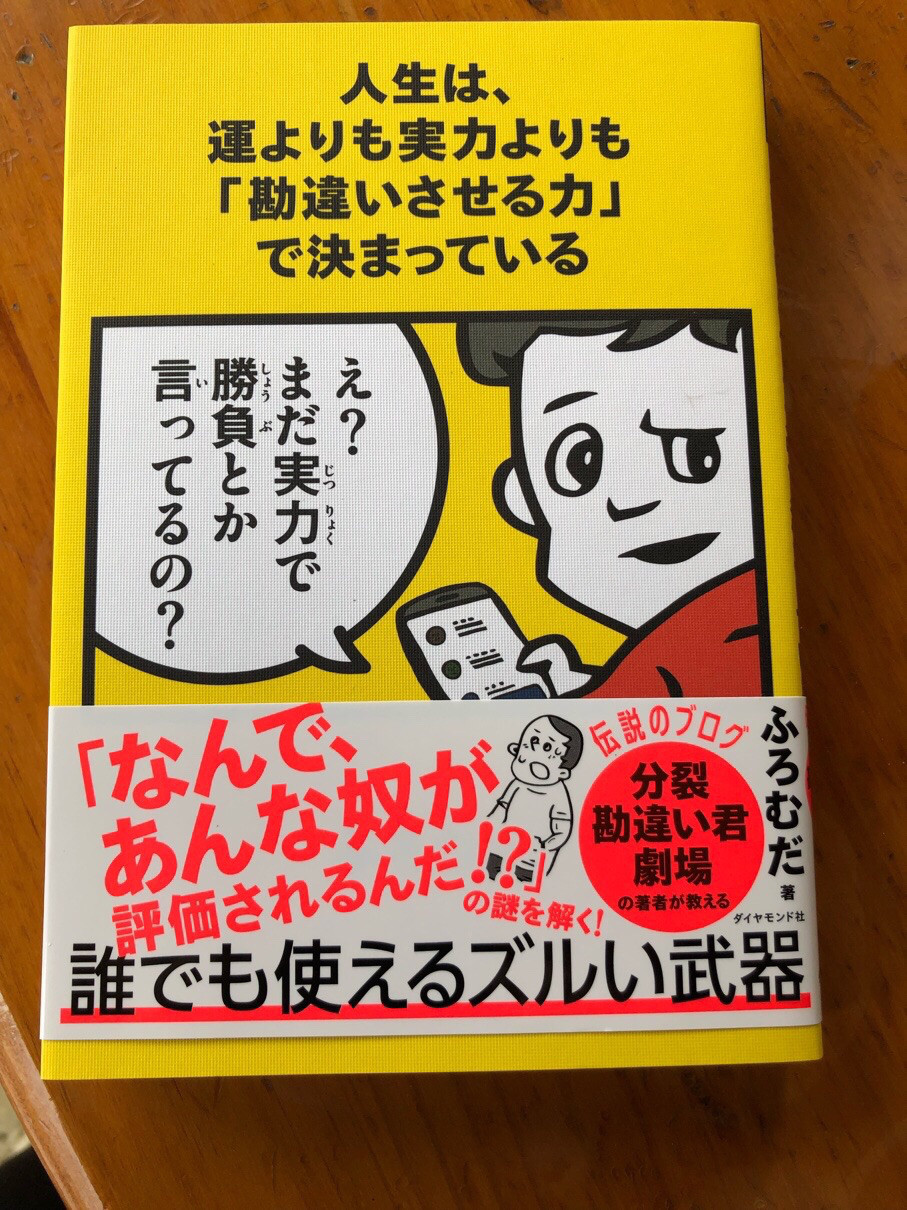 人生は、
運よりも実力よりも
「勘違いさせる力」
で決まっている
え?
まだ実力で
勝負とか
言ってるの?
「なんで、
あんな奴が
評価されるんだ!?」
の謎を解く!
伝説のブログ
分裂
勘違い君
劇場
の著者が教える
ふろむだ 著
ダイヤモンド社
誰でも使えるズルい武器